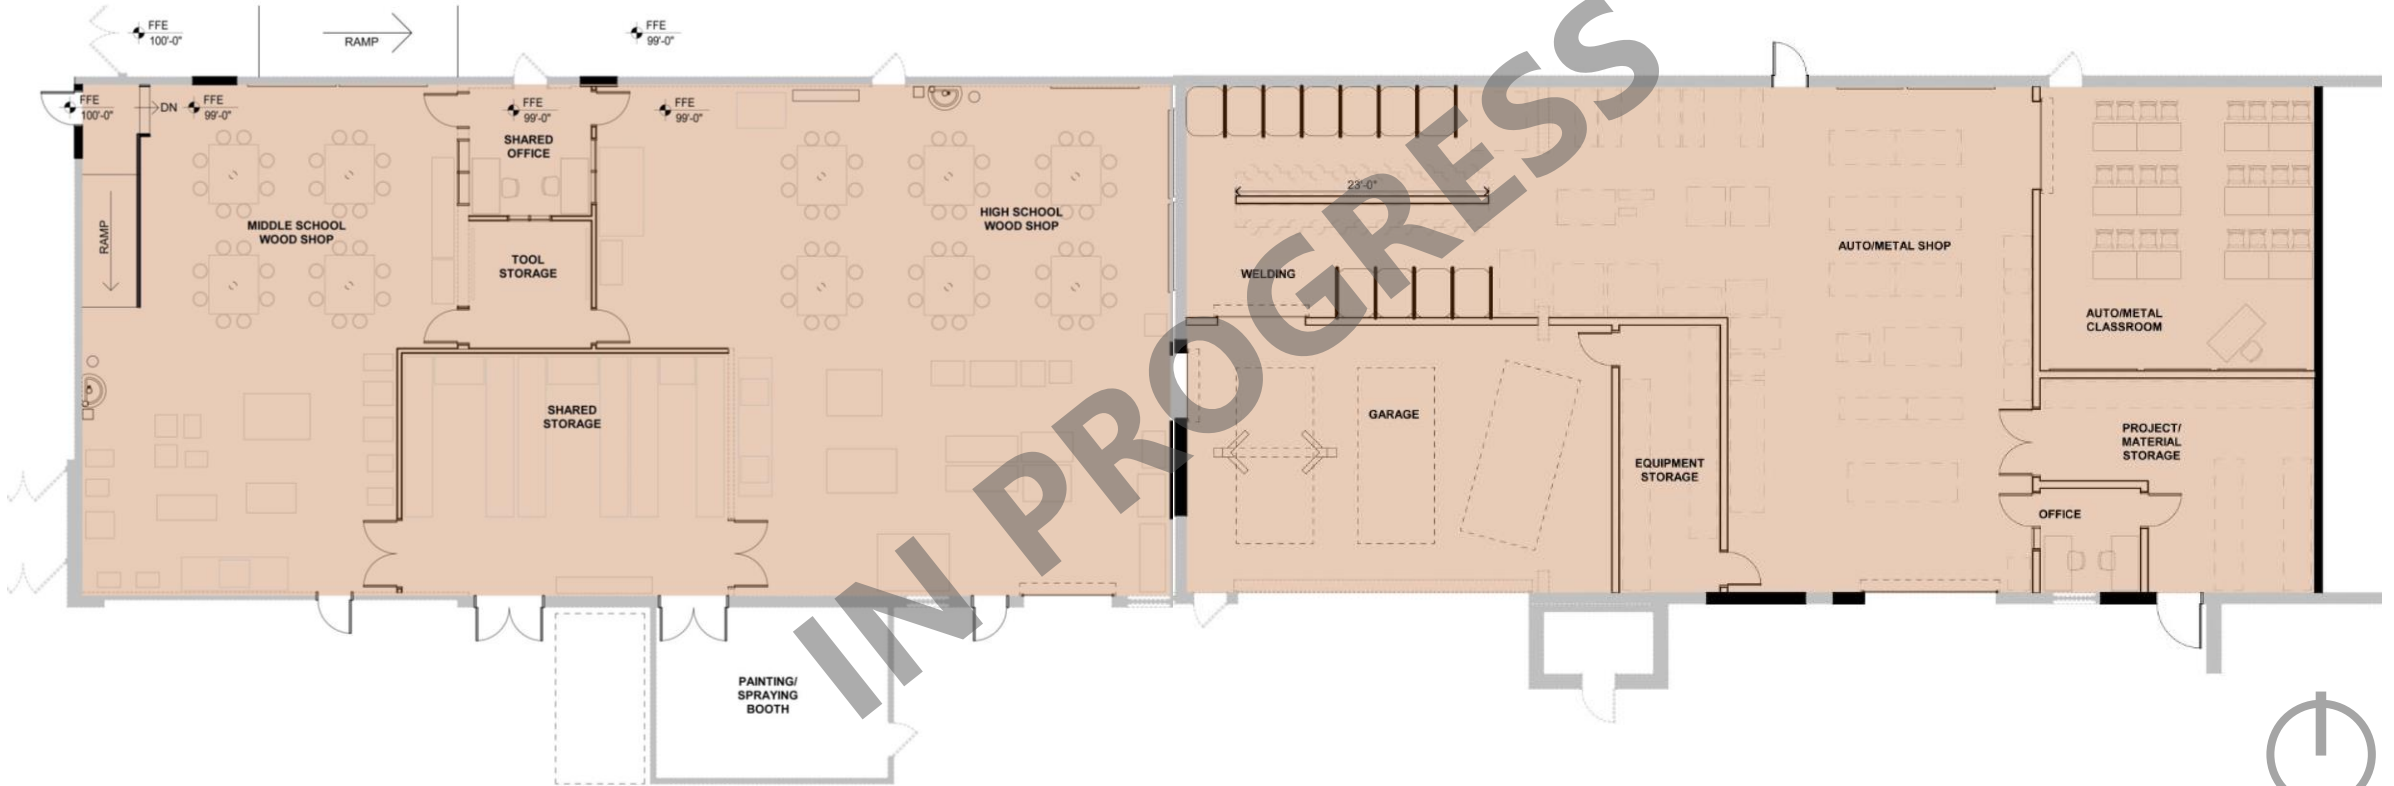 FFE
100'-0"
RAMP
FFE
99'-0"
FFE
100'-0"
DN
FFE
99'-0"
FFE
99'-0"
FFE
99'-0"
SHARED
OFFICE
MIDDLE SCHOOL
WOOD SHOP
RAMP
TOOL
STORAGE
HIGH SCHOOL
WOOD SHOP
23'-0"
WELDING
AUTO/METAL SHOP
AUTO/METAL
CLASSROOM
SHARED
STORAGE
GARAGE
EQUIPMENT
STORAGE
PROJECT/
MATERIAL
STORAGE
OFFICE
PAINTING/
SPRAYING
BOOTH
IN PROGRESS